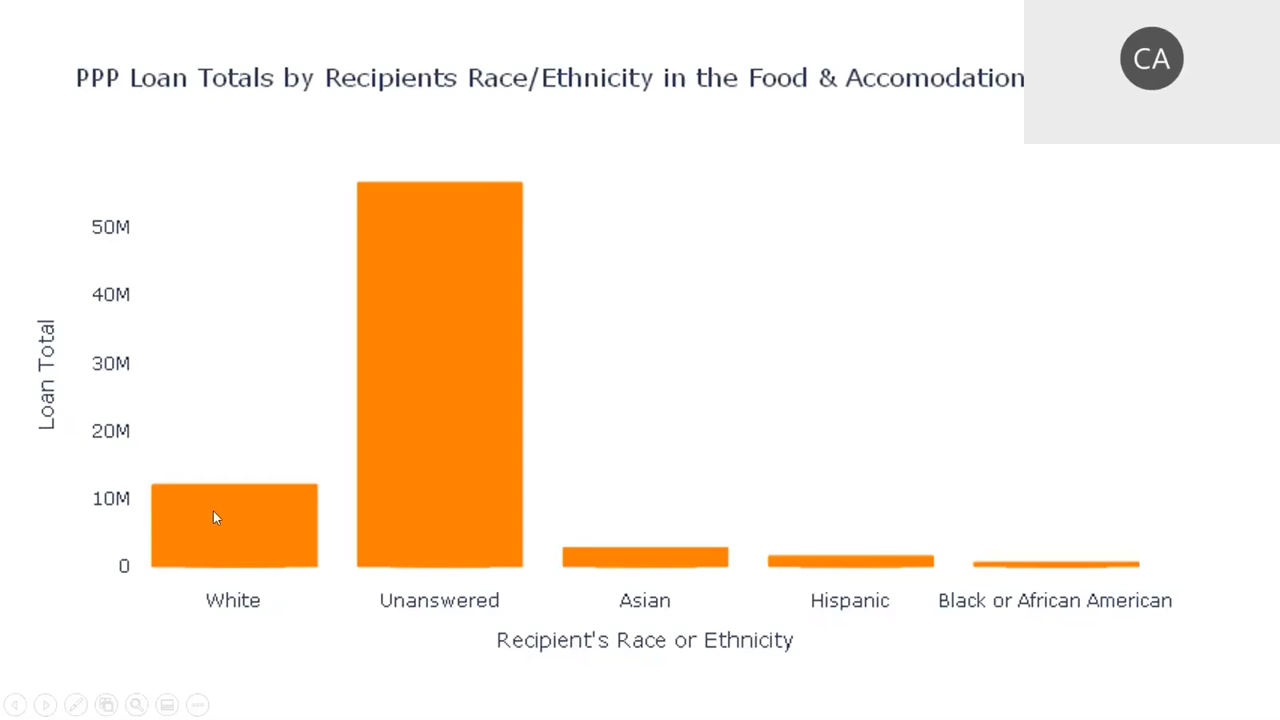 CA
PPP Loan Totals by Recipients Race/Ethnicity in the Food & Accomodation
50M
40M
30M
20M
10M
0
Loan Total
White Unanswered Asian Hispanic Black or African American
Recipient's Race or Ethnicity